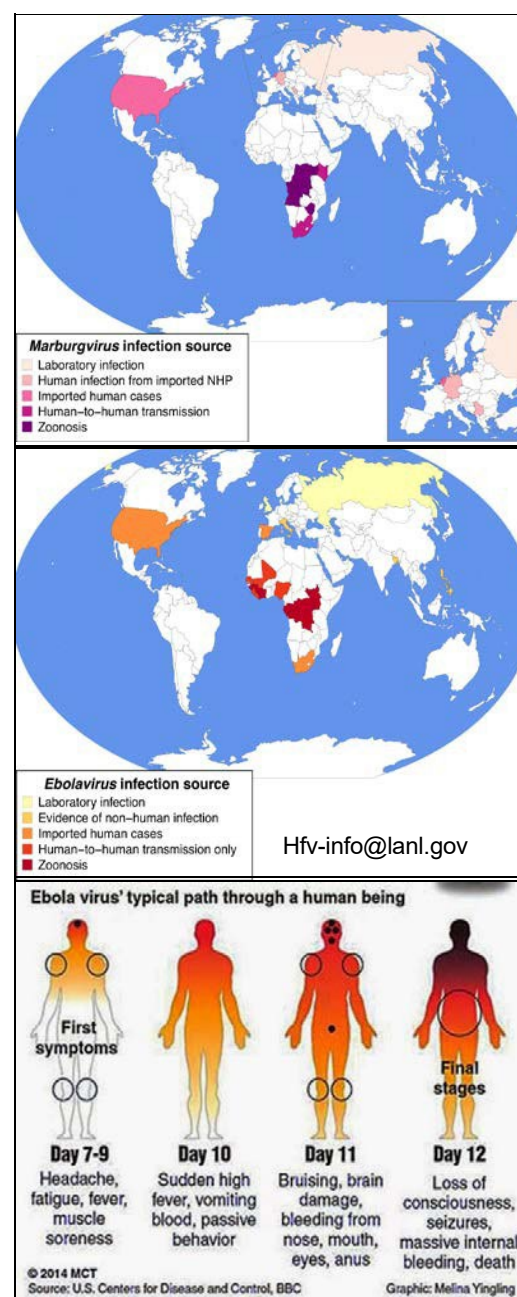 Marburgvirus infection source
Laboratory infection
Human infection from imported NHP
Imported human cases
Human−to−human transmission
Zoonosis
Ebolavirus infection source
Laboratory infection
Evidence of non−human infection
Imported human cases
Human−to−human transmission only
Zoonosis
Hfv-info@lanl.gov
Ebola virus' typical path through a human being
First
symptoms
Final
stages
Day 7-9
Headache,
fatigue, fever,
muscle
soreness
Day 10
Sudden high
fever, vomiting
blood, passive
behavior
Day 11
Bruising, brain
damage,
bleeding from
nose, mouth,
eyes, anus
Day 12
Loss of
consciousness,
seizures,
massive internal
bleeding, death
© 2014 MCT
Source: U.S. Centers for Disease and Control, BBC
Graphic: Melina Yingling